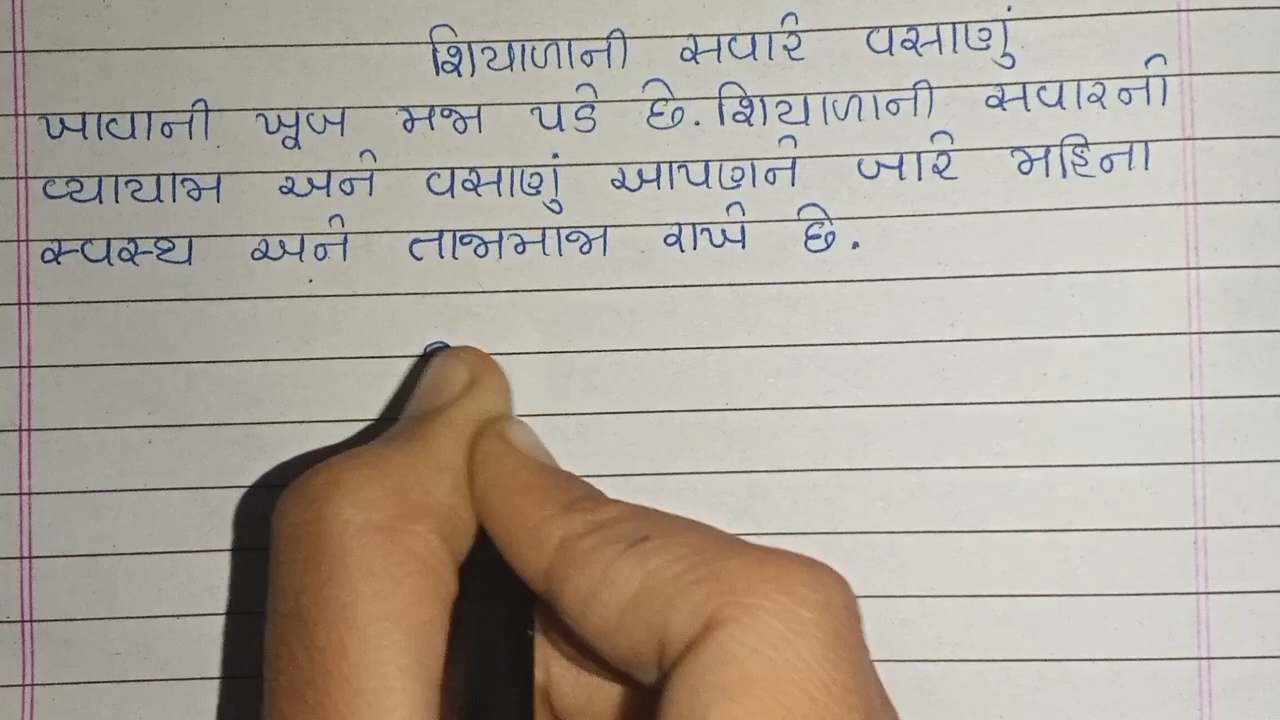 શિયાળાની સવારે વસાણું
ખાવાની ખૂબ મજા પડે છે. શિયાળાની સવારની
વ્યાયામ અને વસાણું આપણને બારે મહિના
સ્વસ્થ અને તાજામાજા રાખે છે.